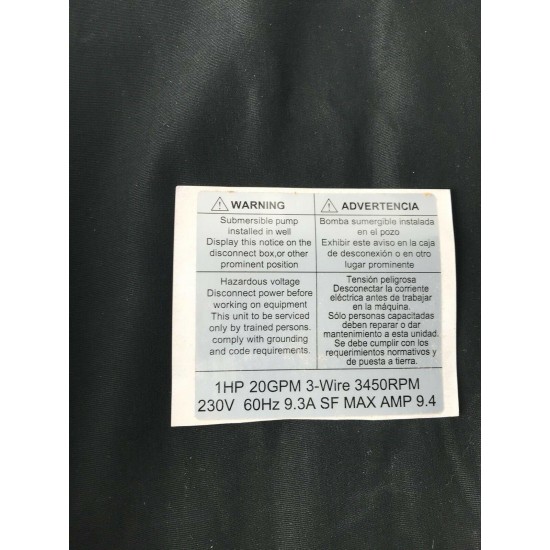 ⚠ WARNING
Submersible pump
installed in well
Display this notice on the
disconnect box,or other
prominent position
Hazardous voltage
Disconnect power before
working on equipment
This unit to be serviced
only by trained persons.
comply with grounding
and code requirements.
⚠ ADVERTENCIA
Bomba sumergible instalada
en el pozo
Exhibir este aviso en la caja
de desconexión o en otro
lugar prominente
Tensión peligrosa
Desconectar la corriente
eléctrica antes de trabajar
en la máquina.
Sólo personas capacitadas
deben reparar o dar
mantenimiento a esta unidad.
Se debe cumplir con los
requerimientos normativos y
de puesta a tierra.
1HP 20GPM 3-Wire 3450RPM
230V 60Hz 9.3A SF MAX AMP 9.4